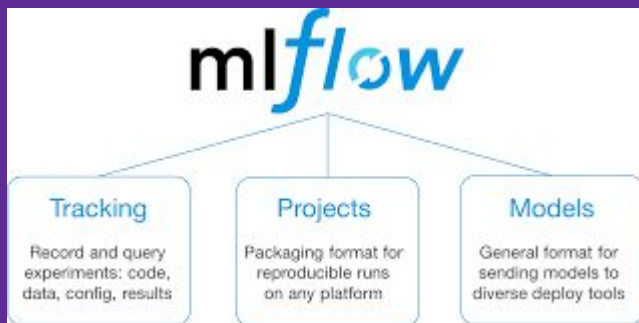 mlflow
Tracking
Record and query
experiments: code,
data, config, results
Projects
Packaging format for
reproducible runs
on any platform
Models
General format for
sending models to
diverse deploy tools